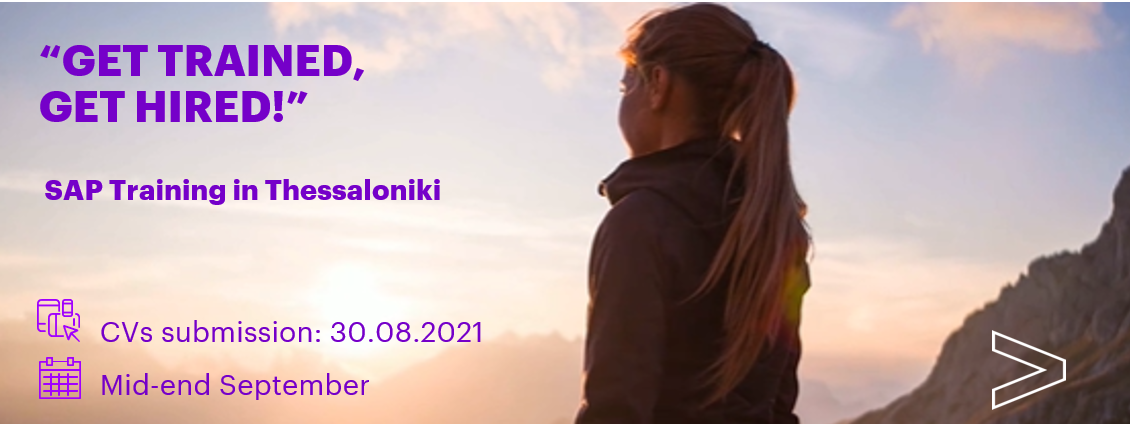 “GET TRAINED,
GET HIRED!”
SAP Training in Thessaloniki
CVs submission: 30.08.2021
Mid-end September